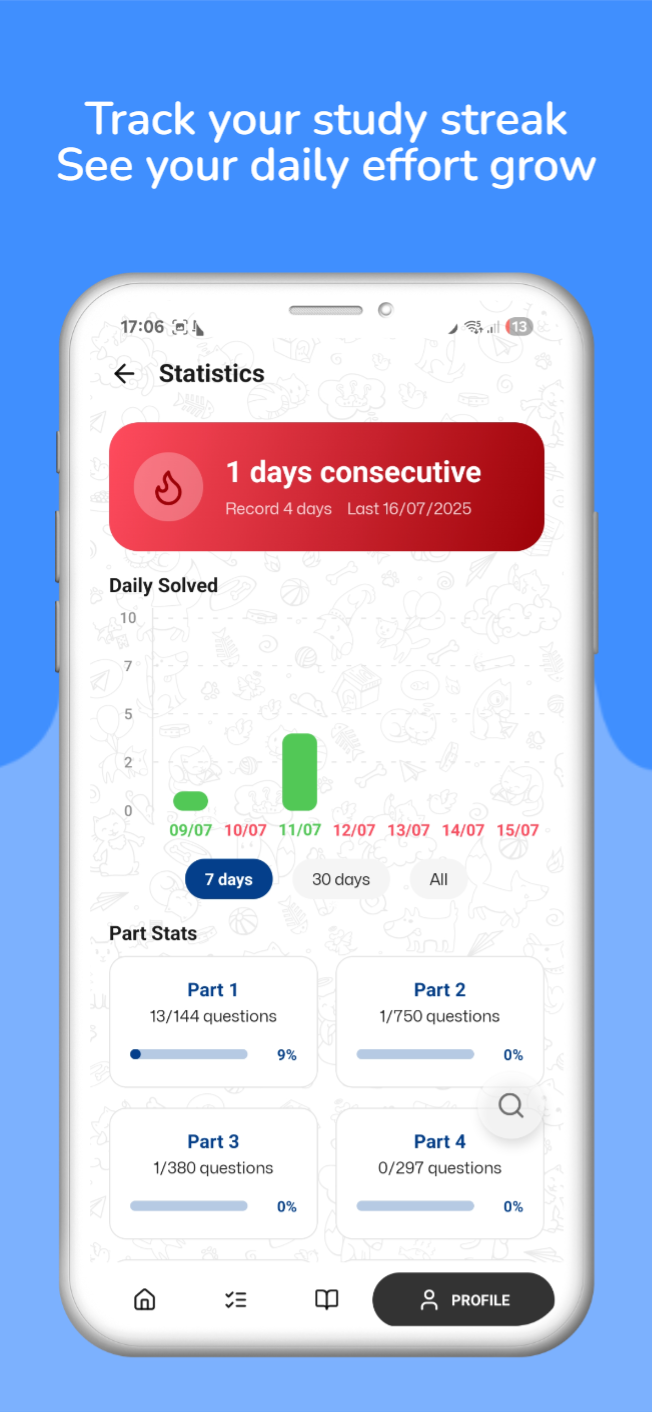 Track your study streak
See your daily effort grow
17:06
13
Statistics
1 days consecutive
Record 4 days Last 16/07/2025
Daily Solved
10
7
5
2
0
09/07 10/07 11/07 12/07 13/07 14/07 15/07
7 days 30 days All
Part Stats
Part 1
13/144 questions
9%
Part 2
1/750 questions
0%
Part 3
1/380 questions
0%
Part 4
0/297 questions
0%
PROFILE